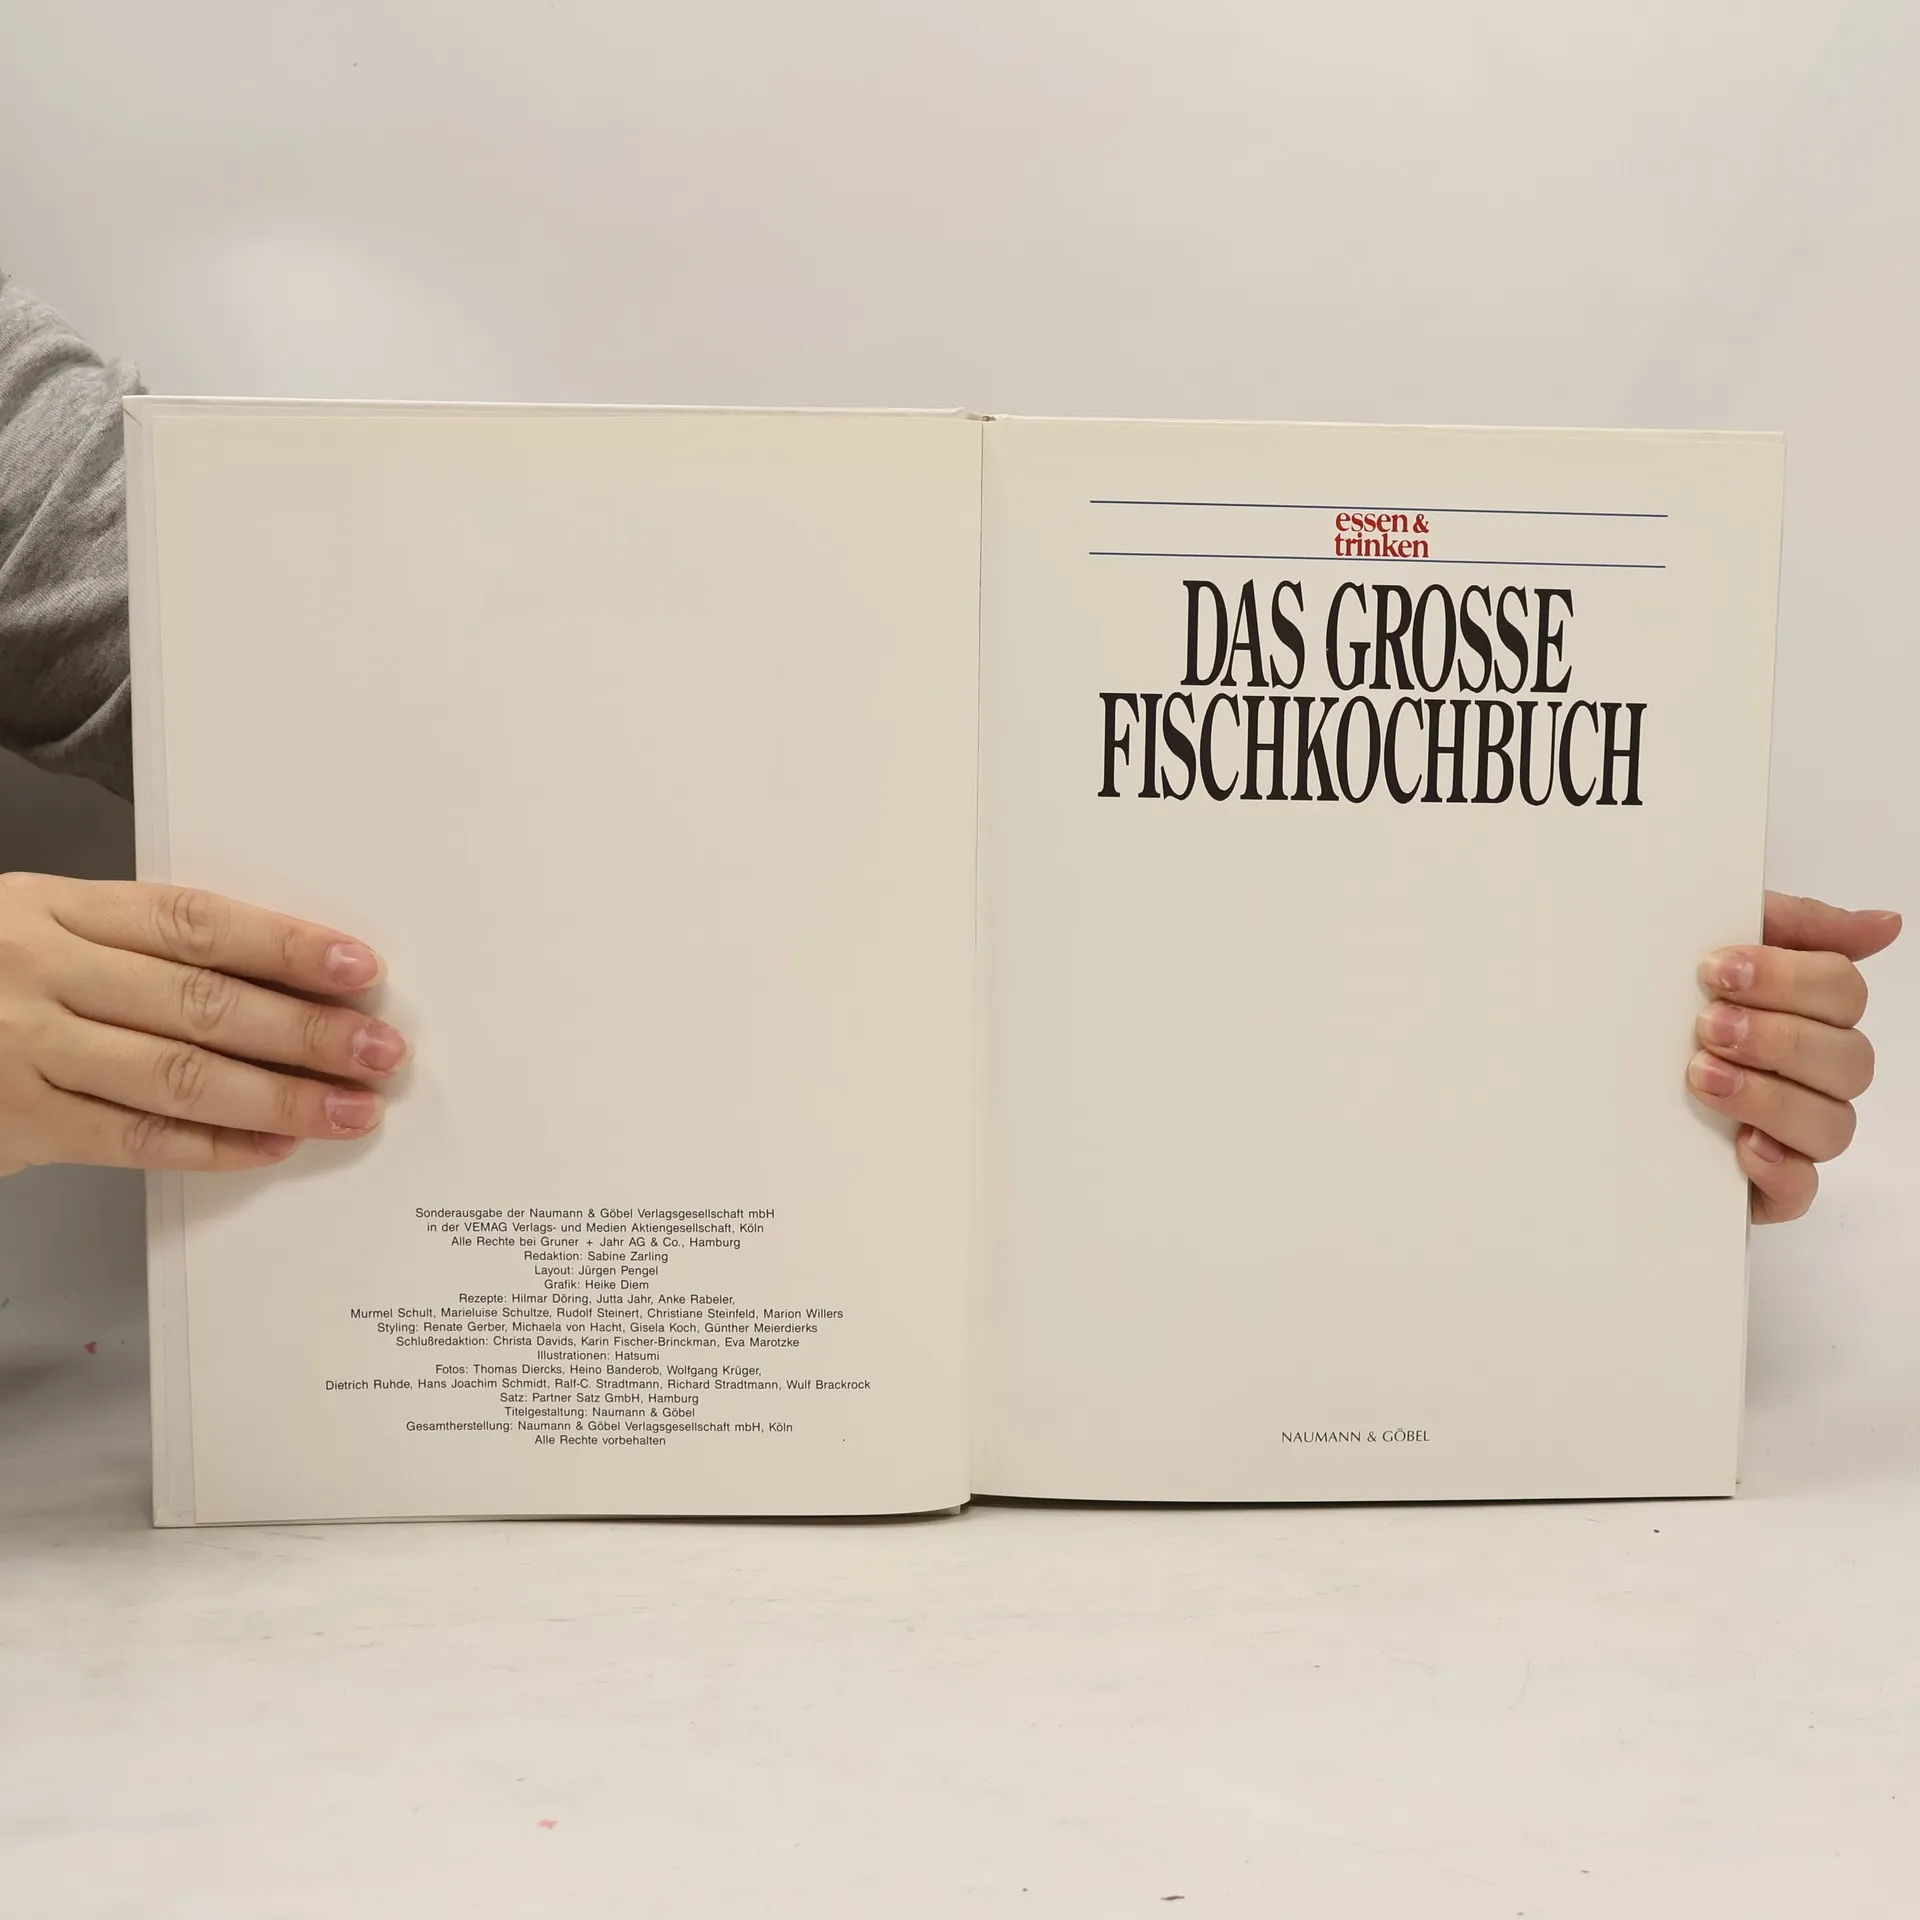 Sonderausgabe der Naumann & Göbel Verlagsgesellschaft mbH
in der VEMAG Verlags- und Medien Aktiengesellschaft, Köln
Alle Rechte bei Gruner + Jahr AG & Co., Hamburg
Redaktion: Sabine Zarling
Layout: Jürgen Pengel
Grafik: Heike Diem
Rezepte: Hilmar Döring, Jutta Jahr, Anke Rabeler,
Murmel Schult, Marieluise Schultze, Rudolf Steinert, Christiane Steinfeld, Marion Willers
Styling: Renate Gerber, Michaela von Hacht, Gisela Koch, Günther Meierdierks
Schlußredaktion: Christa Davids, Karin Fischer-Brinckman, Eva Marotzke
Illustrationen: Hatsumi
Fotos: Thomas Diercks, Heino Banderob, Wolfgang Krüger,
Dietrich Ruhde, Hans Joachim Schmidt, Ralf-C. Stradtmann, Richard Stradtmann, Wulf Brackrock
Satz: Partner Satz GmbH, Hamburg
Titelgestaltung: Naumann & Göbel
Gesamtherstellung: Naumann & Göbel Verlagsgesellschaft mbH, Köln
Alle Rechte vorbehalten
essen &
trinken
DAS GROSSE
FISCHKOCHBUCH
NAUMANN & GÖBEL